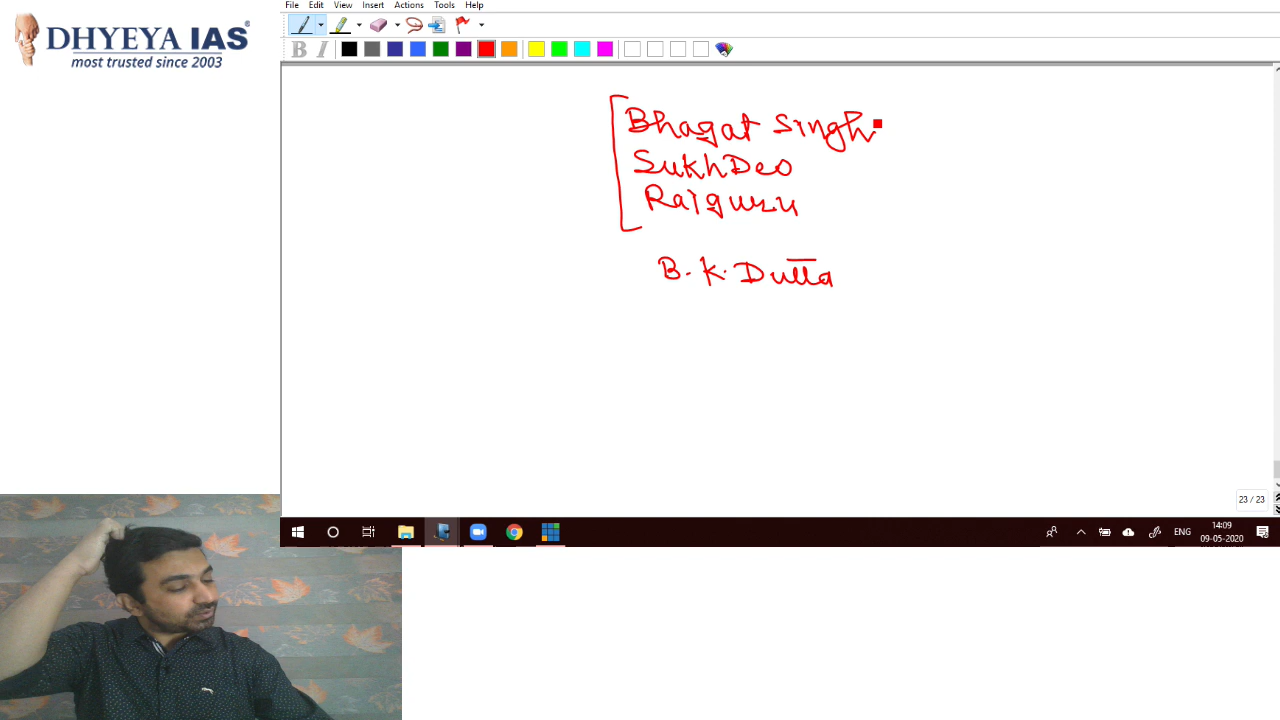 DHYEYA IAS®
most trusted since 2003
File Edit View Insert Actions Tools Help
B I
Bhagat Singh
SukhDeo
Rajguru
B. K. Dutta
23 / 23
ENG
14:09
09-05-2020